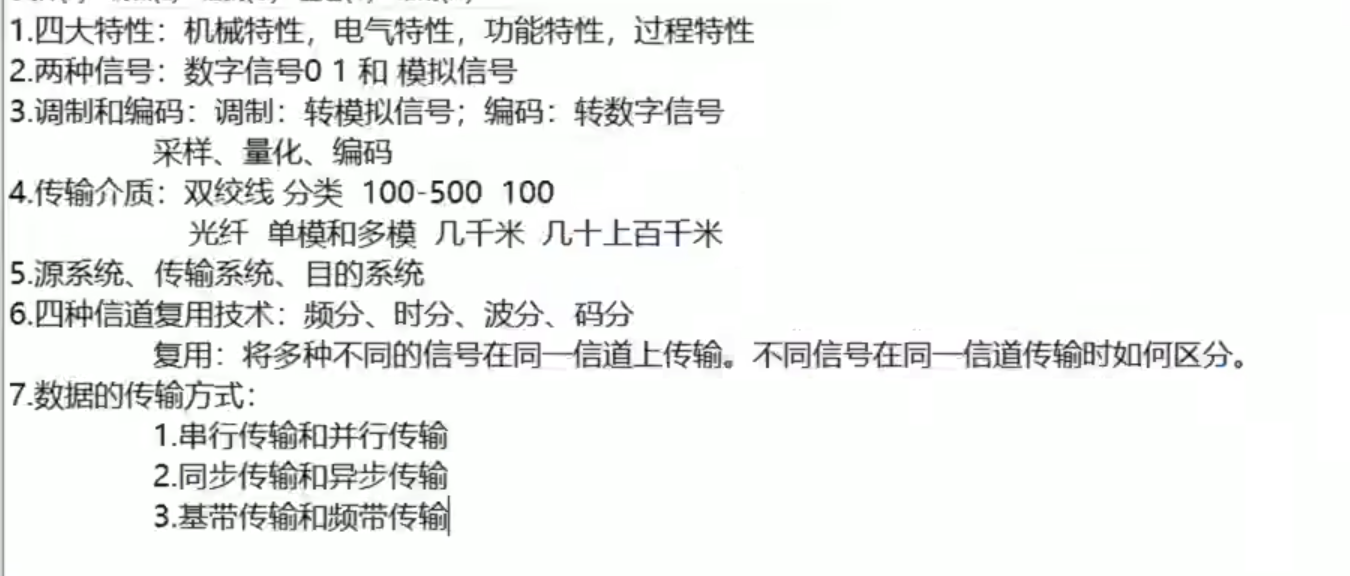 1.四大特性：机械特性，电气特性，功能特性，过程特性
2.两种信号：数字信号0 1 和 模拟信号
3.调制和编码：调制：转模拟信号；编码：转数字信号
采样、量化、编码
4.传输介质：双绞线 分类 100-500 100
光纤 单模和多模 几千米 几十上百千米
5.源系统、传输系统、目的系统
6.四种信道复用技术：频分、时分、波分、码分
复用：将多种不同的信号在同一信道上传输。不同信号在同一信道传输时如何区分。
7.数据的传输方式：
1.串行传输和并行传输
2.同步传输和异步传输
3.基带传输和频带传输